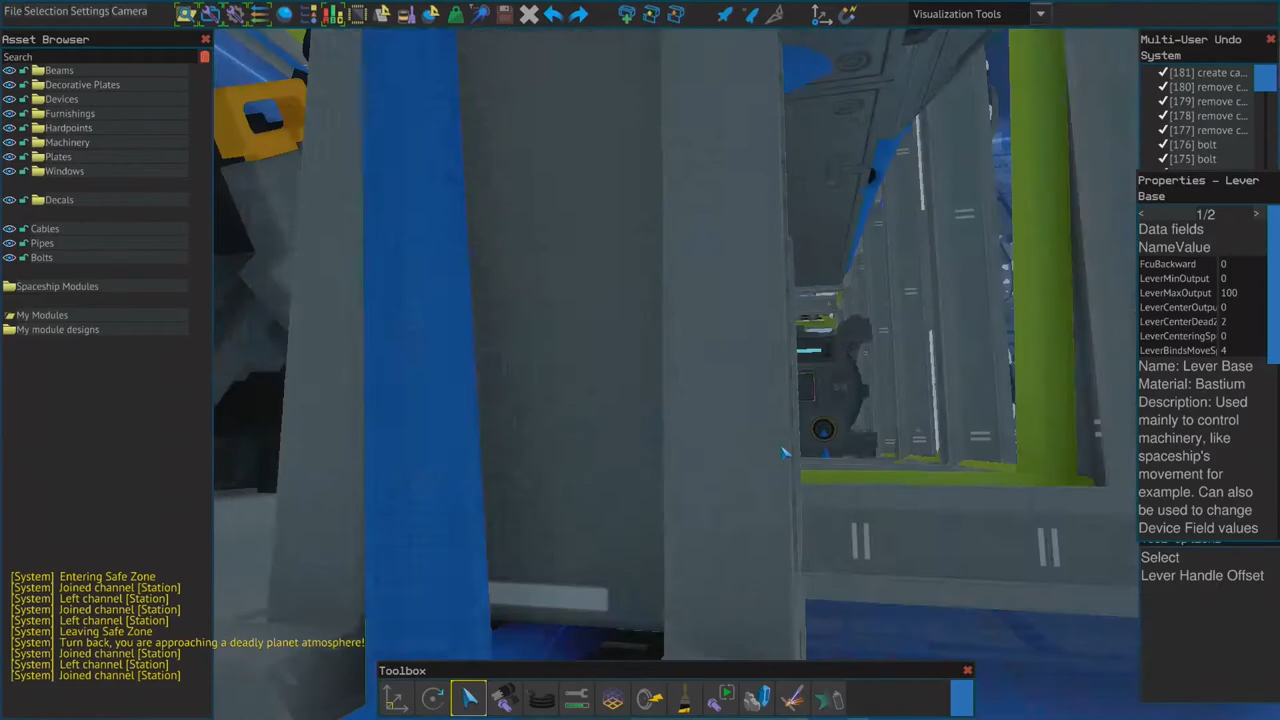 File Selection Settings Camera
Visualization Tools
Asset Browser
Search
Beams
Decorative Plates
Devices
Furnishings
Hardpoints
Machinery
Plates
Windows
Decals
Cables
Pipes
Bolts
Spaceship Modules
My Modules
My module designs
[System] Entering Safe Zone
[System] Joined channel [Station]
[System] Left channel [Station]
[System] Joined channel [Station]
[System] Left channel [Station]
[System] Leaving Safe Zone
[System] Turn back, you are approaching a deadly planet atmosphere!
[System] Joined channel [Station]
[System] Left channel [Station]
[System] Joined channel [Station]
Toolbox
Multi-User Undo
System
[181] create ca...
[180] remove c...
[179] remove c...
[178] remove c...
[177] remove c...
[176] bolt
[175] bolt
Properties - Lever
Base
< 1/2 >
Data fields
NameValue
FcuBackward 0
LeverMinOutput 0
LeverMaxOutput 100
LeverCenterOutpu 0
LeverCenterDeadZ 2
LeverCenteringSp 0
LeverBindsMoveSp 4
Name: Lever Base
Material: Bastium
Description: Used
mainly to control
machinery, like
spaceship's
movement for
example. Can also
be used to change
Device Field values
Select
Lever Handle Offset